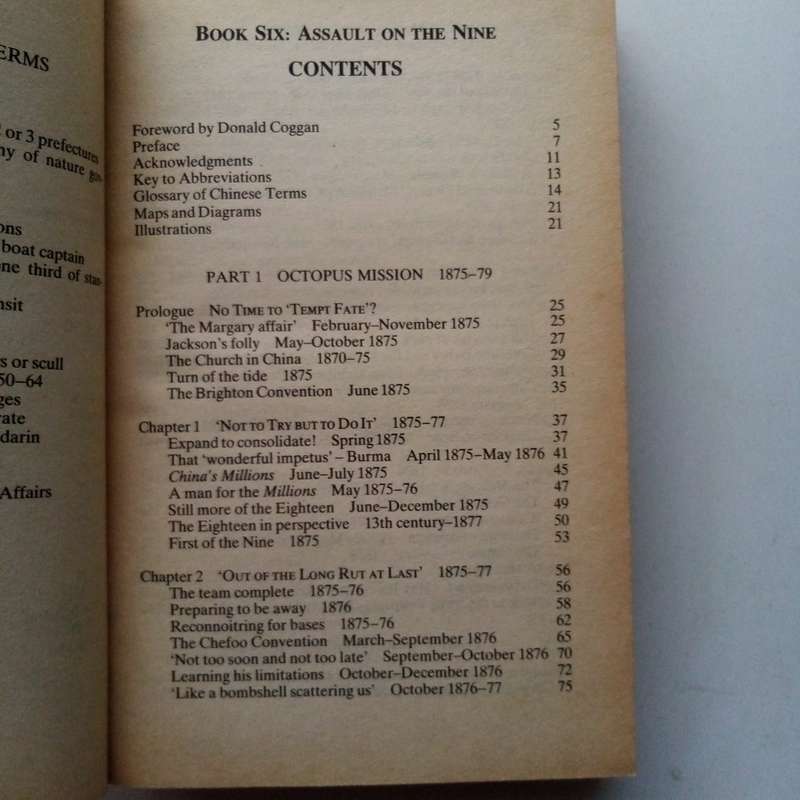 ERMS
or 3 prefectures
of nature
ons
boat captain
one third of
nsit
rs or scull
50–64
ges
rate
darin
Affairs
BOOK SIX: ASSAULT ON THE NINE
CONTENTS
Foreword by Donald Coggan 5
Preface 7
Acknowledgments 11
Key to Abbreviations 13
Glossary of Chinese Terms 14
Maps and Diagrams 21
Illustrations 21
PART 1 OCTOPUS MISSION 1875–79
Prologue NO TIME TO ‘TEMPT FATE’? 25
‘The Margary affair’ February–November 1875 25
Jackson's folly May–October 1875 27
The Church in China 1870–75 29
Turn of the tide 1875 31
The Brighton Convention June 1875 35
Chapter 1 ‘NOT TO TRY BUT TO DO IT’ 1875–77 37
Expand to consolidate! Spring 1875 37
That ‘wonderful impetus’ – Burma April 1875–May 1876 41
China's Millions June–July 1875 45
A man for the Millions May 1875–76 47
Still more of the Eighteen June–December 1875 49
The Eighteen in perspective 13th century–1877 50
First of the Nine 1875 53
Chapter 2 ‘OUT OF THE LONG RUT AT LAST’ 1875–77 56
The team complete 1875–76 56
Preparing to be away 1876 58
Reconnoitring for bases 1875–76 62
The Chefoo Convention March–September 1876 65
‘Not too soon and not too late’ September–October 1876 70
Learning his limitations October–December 1876 72
‘Like a bombshell scattering us’ October 1876–77 75